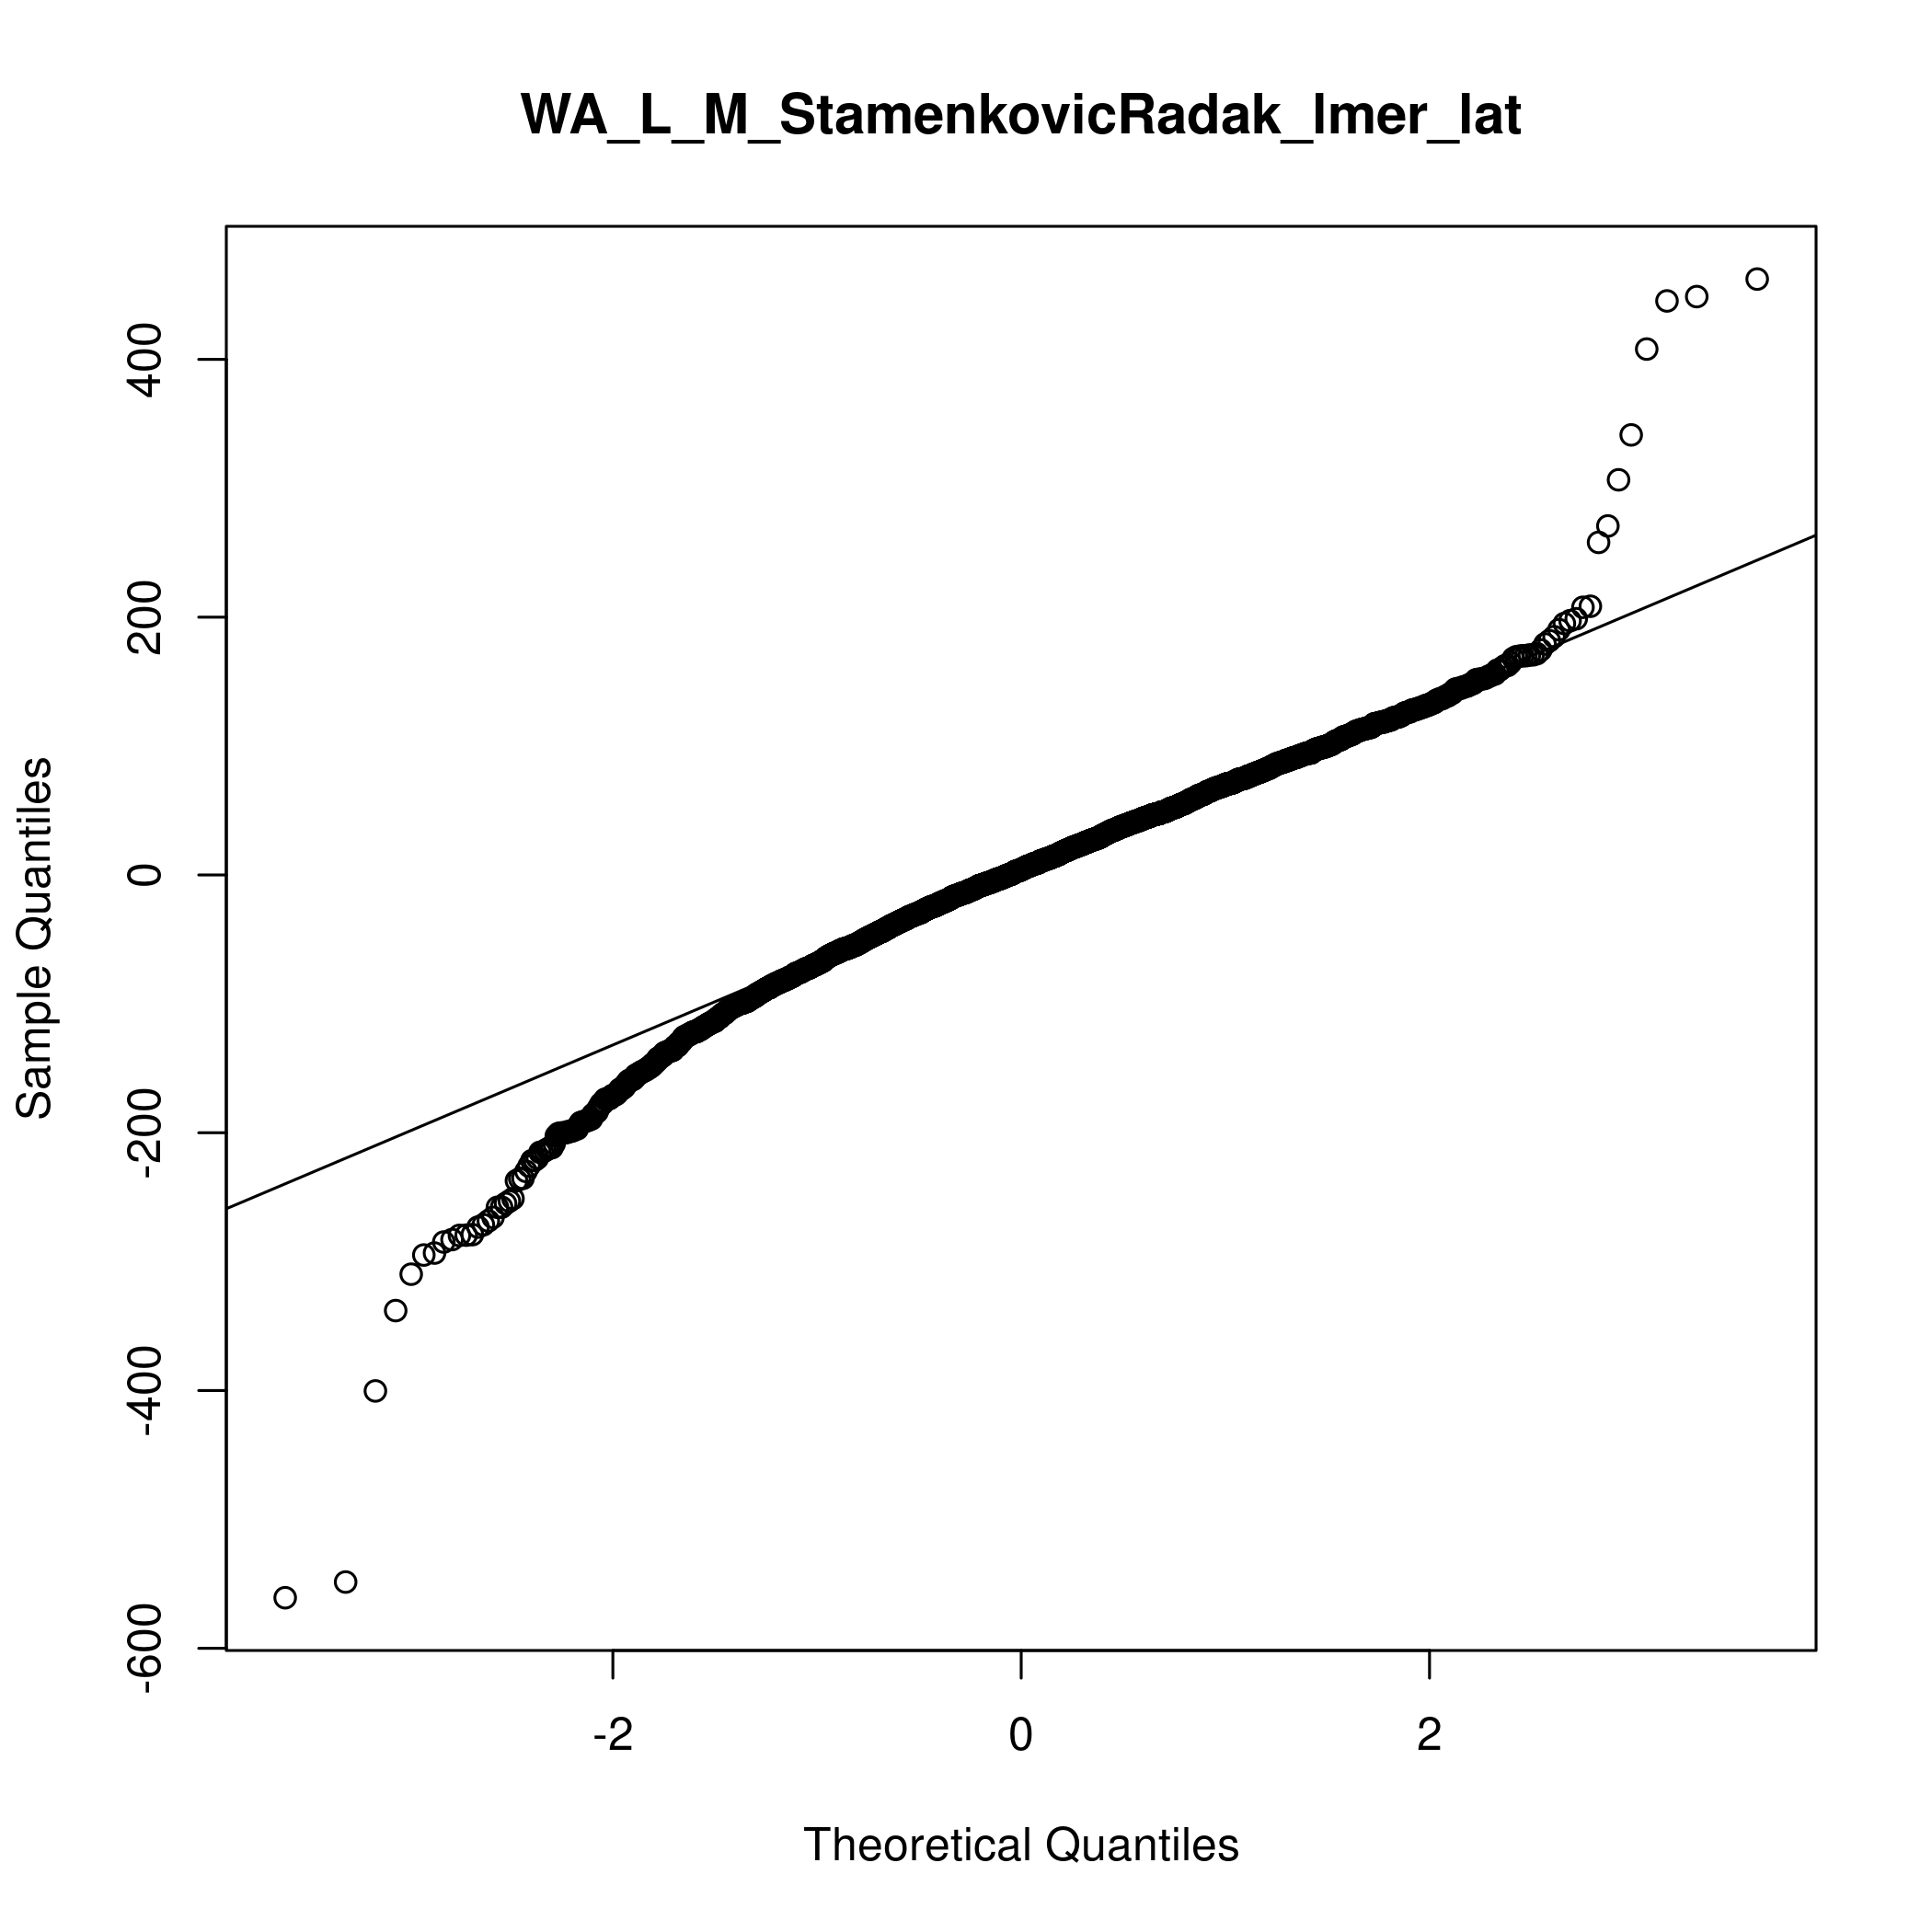 WA_L_M_StamenkovicRadak_lmer_lat
400
200
0
-200
-400
-600
Sample Quantiles
-2 0 2
Theoretical Quantiles